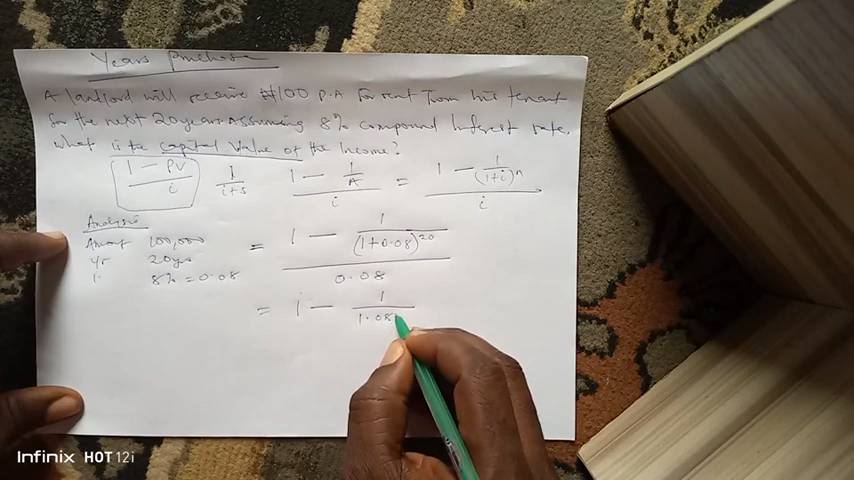 Years Purchase
A landlord will receive ₦100 P.A For rent from his tenant
for the next 20 years. Assuming 8% compound Interest rate,
what is the capital value of the Income?
1 - PV / i    1 / i+s    1 - 1/A / i = 1 - 1/(1+i)^n / i
Analysis
Amount 100,000 = 1 - 1/(1+0.08)^20 / 0.08
Yr 20yrs
i 8% = 0.08
= 1 - 1/1.08
Infinix HOT 12i